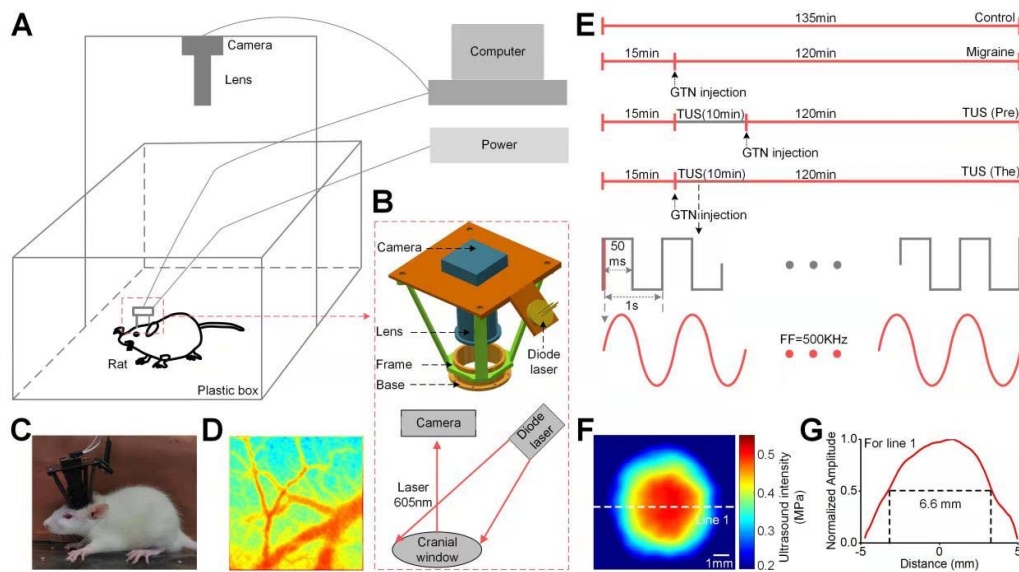 A
Camera
Lens
Computer
Power
Rat
Plastic box
B
Camera
Lens
Frame
Base
Diode
laser
Camera
Diode
laser
Laser
605nm
Cranial
window
C
D
E
135min
Control
15min
120min
Migraine
GTN injection
15min
TUS(10min)
120min
TUS (Pre)
GTN injection
15min
TUS(10min)
120min
TUS (The)
GTN injection
50
ms
1s
FF=500KHz
F
Line 1
1mm
0.5
0.4
0.3
0.2
Ultrasound intensity
(MPa)
G
For line 1
1.0
0.5
0.0
Normalized Amplitude
6.6 mm
-5
0
5
Distance (mm)